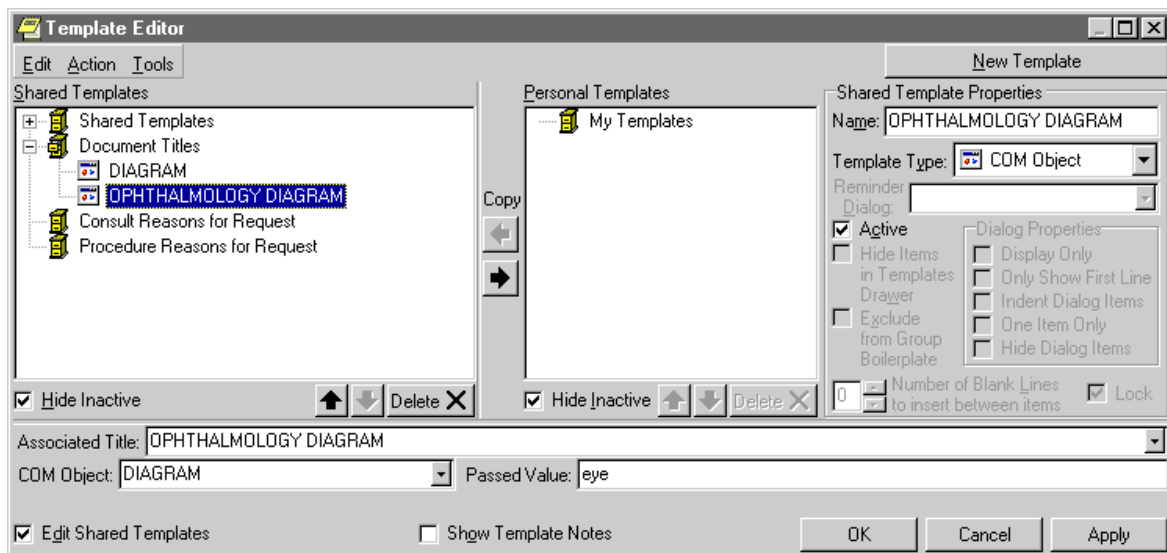 Template Editor
Edit Action Tools
New Template
Shared Templates
Shared Templates
Document Titles
DIAGRAM
OPHTHALMOLOGY DIAGRAM
Consult Reasons for Request
Procedure Reasons for Request
Hide Inactive
Delete
Copy
Personal Templates
My Templates
Hide Inactive
Delete
Shared Template Properties
Name: OPHTHALMOLOGY DIAGRAM
Template Type: COM Object
Reminder
Dialog:
Active
Hide Items
in Templates
Drawer
Exclude
from Group
Boilerplate
Dialog Properties
Display Only
Only Show First Line
Indent Dialog Items
One Item Only
Hide Dialog Items
0 Number of Blank Lines
to insert between items
Lock
Associated Title: OPHTHALMOLOGY DIAGRAM
COM Object: DIAGRAM Passed Value: eye
Edit Shared Templates Show Template Notes OK Cancel Apply